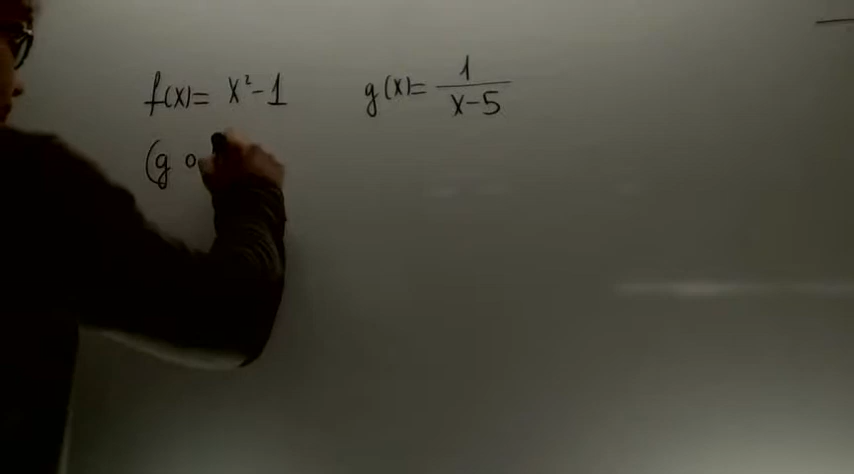 f(x) = x² - 1 g(x) = 1/(x - 5)
(g o